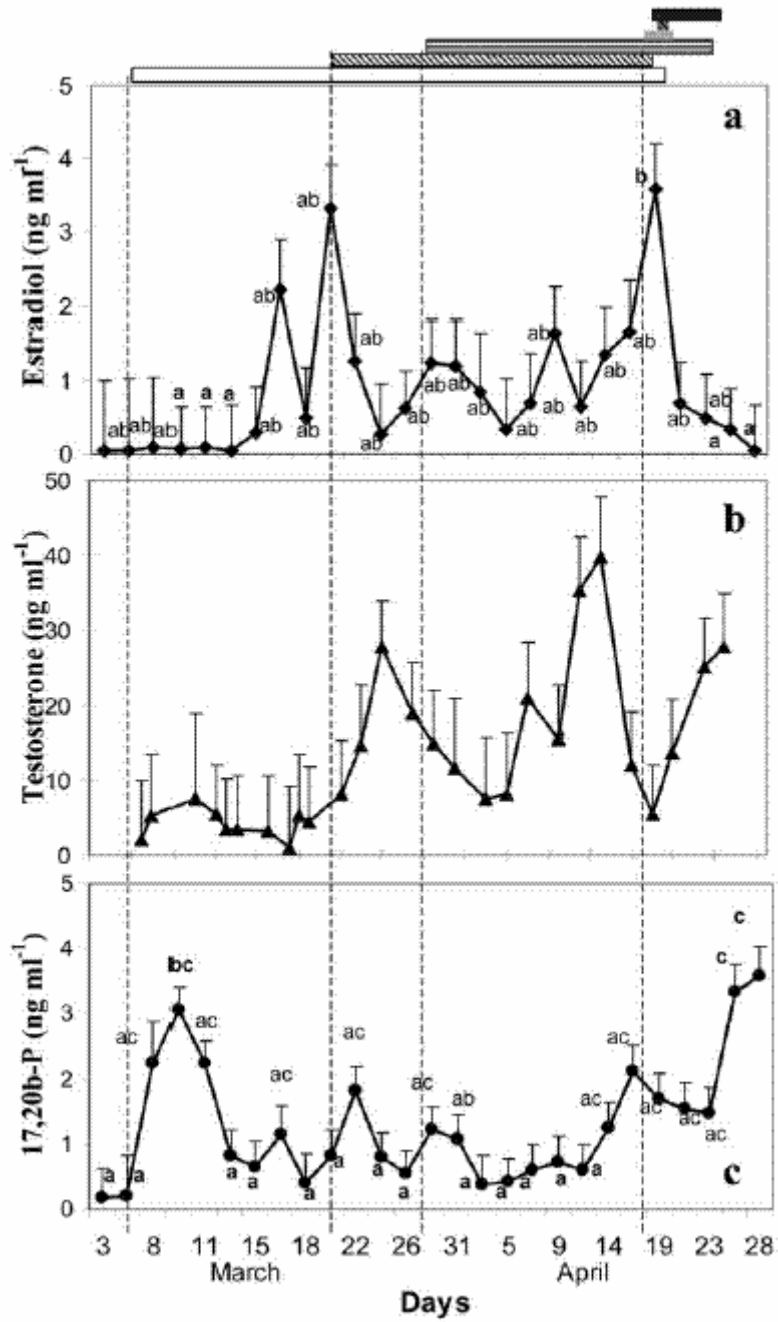 a
Estradiol (ng ml-1)
5
4
3
2
1
0
ab ab ab a a a ab ab ab ab ab ab ab ab ab ab ab ab ab ab ab ab b ab ab a a
b
Testosterone (ng ml-1)
50
40
30
20
10
0
c
17,20b-P (ng ml-1)
5
4
3
2
1
0
a a ac bc ac a a ac a a ac a a ac ab a a a a a ac ac ac ac ac c c
3 8 11 15 18 22 26 31 5 9 14 19 23 28
March April
Days